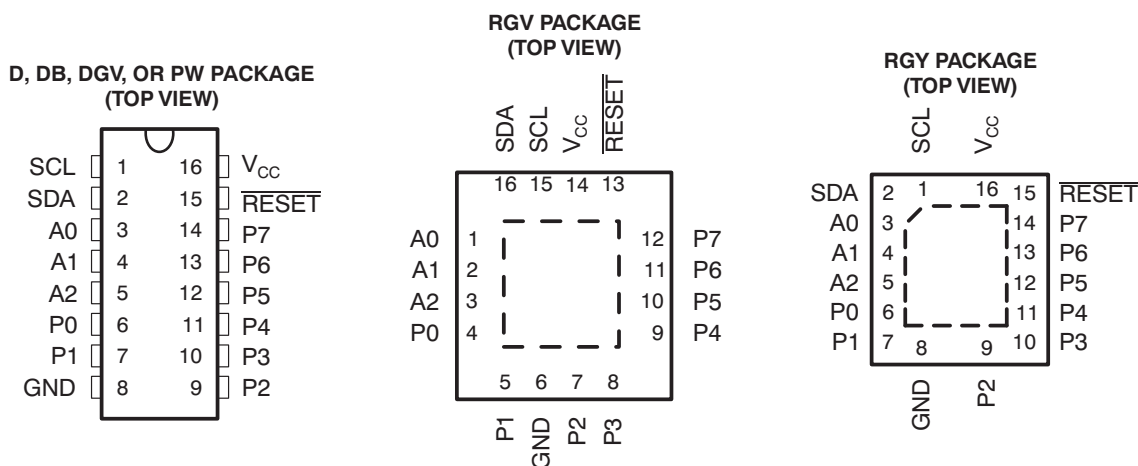 D, DB, DGV, OR PW PACKAGE
(TOP VIEW)
SCL 1 16 VCC
SDA 2 15 RESET
A0 3 14 P7
A1 4 13 P6
A2 5 12 P5
P0 6 11 P4
P1 7 10 P3
GND 8 9 P2
RGV PACKAGE
(TOP VIEW)
SDA SCL VCC RESET
16 15 14 13
A0 1 12 P7
A1 2 11 P6
A2 3 10 P5
P0 4 9 P4
5 6 7 8
P1 GND P2 P3
RGY PACKAGE
(TOP VIEW)
SCL VCC
1 16
SDA 2 15 RESET
A0 3 14 P7
A1 4 13 P6
A2 5 12 P5
P0 6 11 P4
P1 7 10 P3
8 9
GND P2